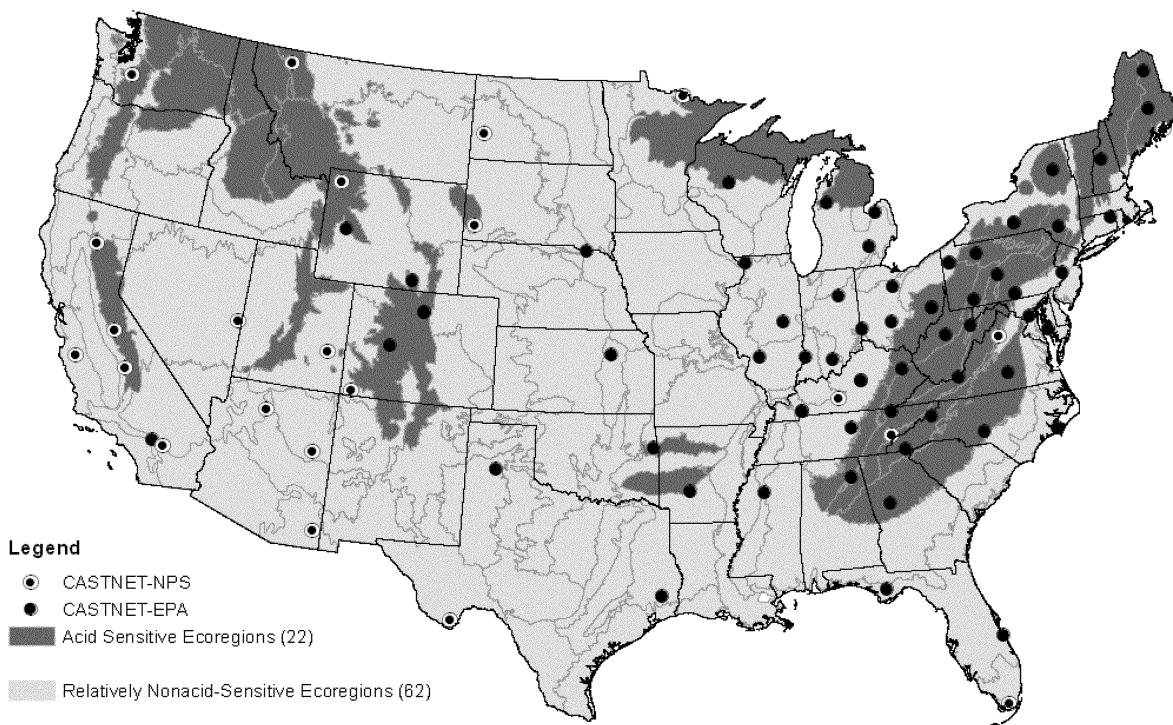 Legend
CASTNET-NPS
CASTNET-EPA
Acid Sensitive Ecoregions (22)
Relatively Nonacid-Sensitive Ecoregions (62)